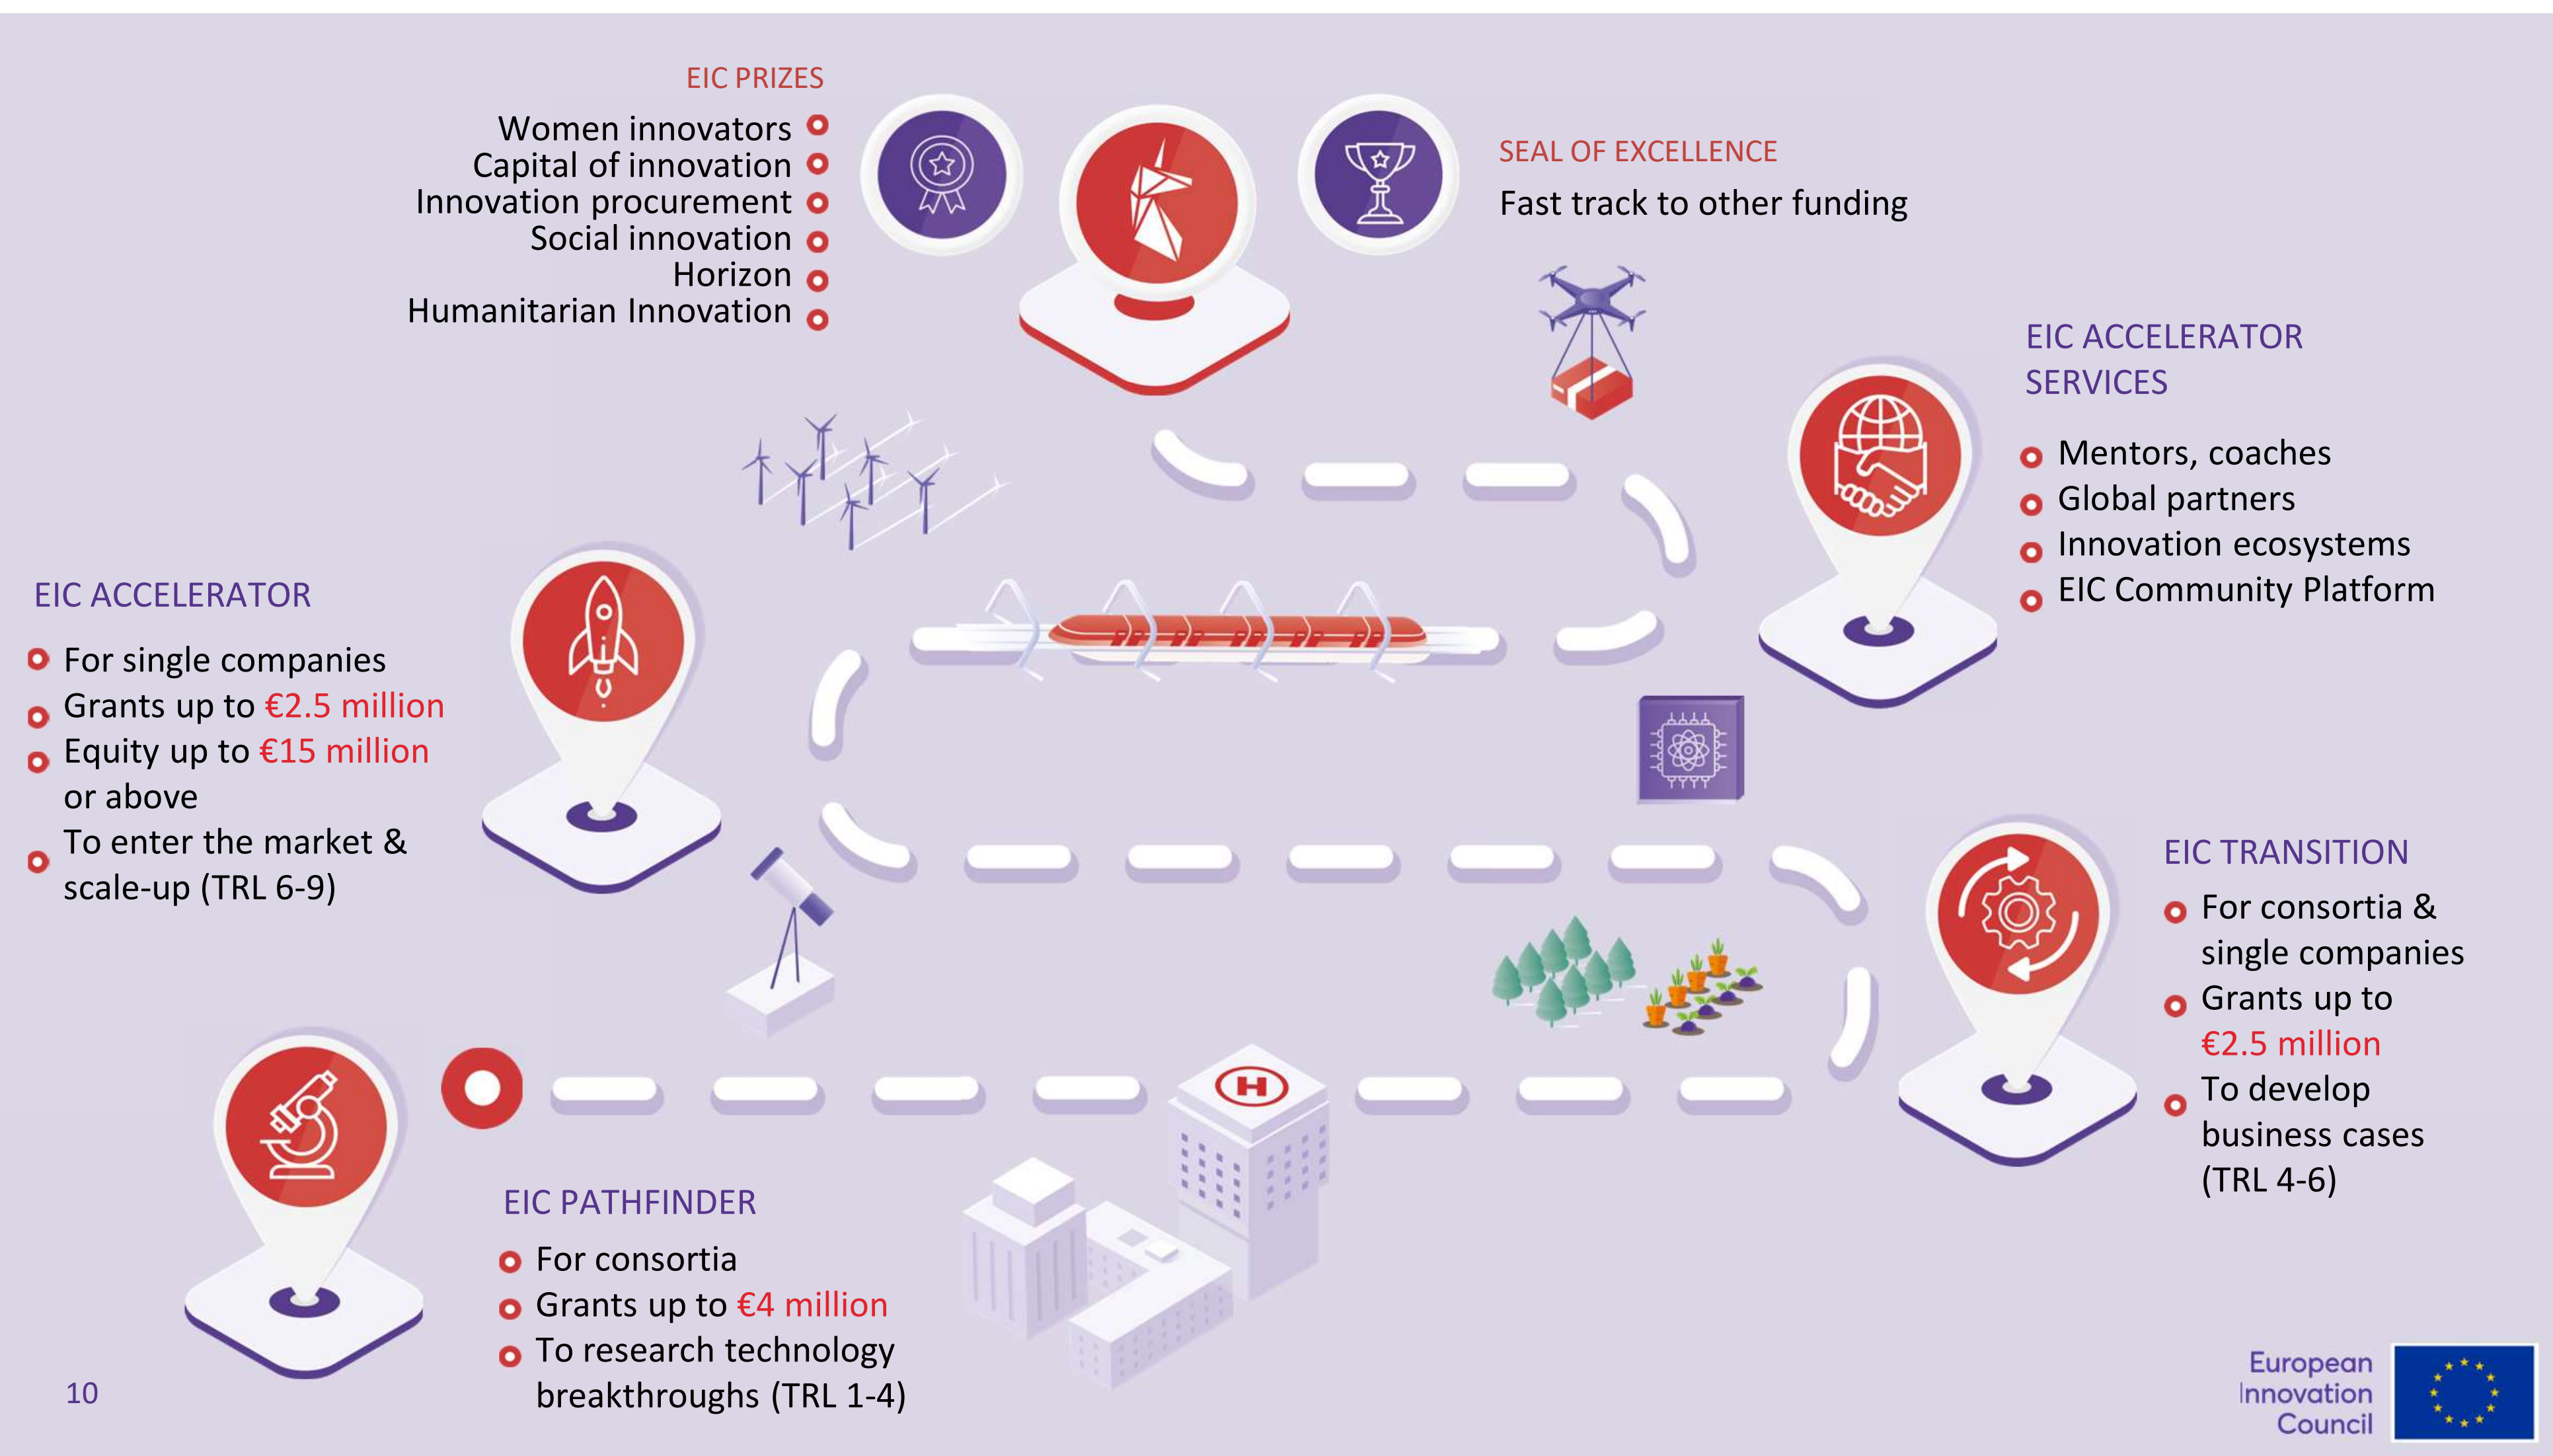 EIC PRIZES
Women innovators
Capital of innovation
Innovation procurement
Social innovation
Horizon
Humanitarian Innovation
SEAL OF EXCELLENCE
Fast track to other funding
EIC ACCELERATOR
SERVICES
Mentors, coaches
Global partners
Innovation ecosystems
EIC Community Platform
EIC ACCELERATOR
For single companies
Grants up to €2.5 million
Equity up to €15 million
or above
To enter the market &
scale-up (TRL 6-9)
EIC TRANSITION
For consortia &
single companies
Grants up to
€2.5 million
To develop
business cases
(TRL 4-6)
H
EIC PATHFINDER
For consortia
Grants up to €4 million
To research technology
breakthroughs (TRL 1-4)
10
European
Innovation
Council